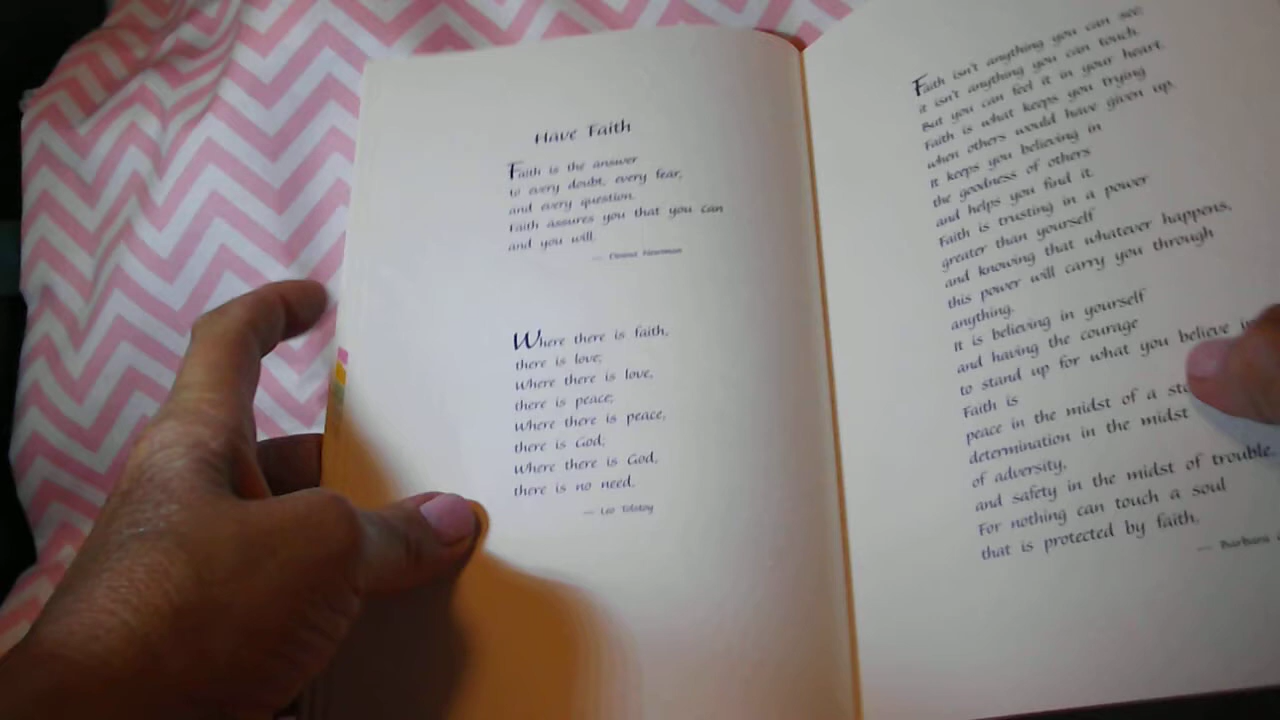 Have Faith
Faith is the answer
to every doubt, every fear,
and every question.
Faith assures you that you can
and you will.
— Donna Newman
Where there is faith,
there is love;
Where there is love,
there is peace;
Where there is peace,
there is God;
Where there is God,
there is no need.
— Leo Tolstoy
Faith isn't anything you can see;
it isn't anything you can touch.
But you can feel it in your heart.
Faith is what keeps you trying
when others would have given up.
It keeps you believing in
the goodness of others
and helps you find it.
Faith is trusting in a power
greater than yourself
and knowing that whatever happens,
this power will carry you through
anything.
It is believing in yourself
and having the courage
to stand up for what you believe in
Faith is
peace in the midst of a
determination in the midst
of adversity,
and safety in the midst of trouble.
For nothing can touch a soul
that is protected by faith.
— Barbara